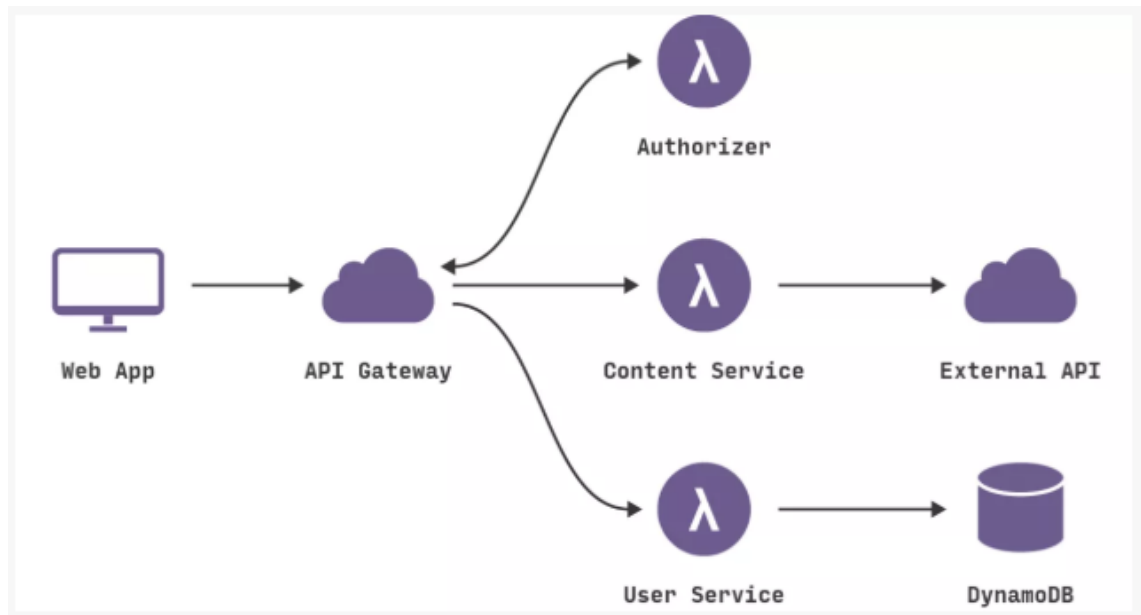 λ
Authorizer
λ
Web App
API Gateway
Content Service
External API
λ
User Service
DynamoDB